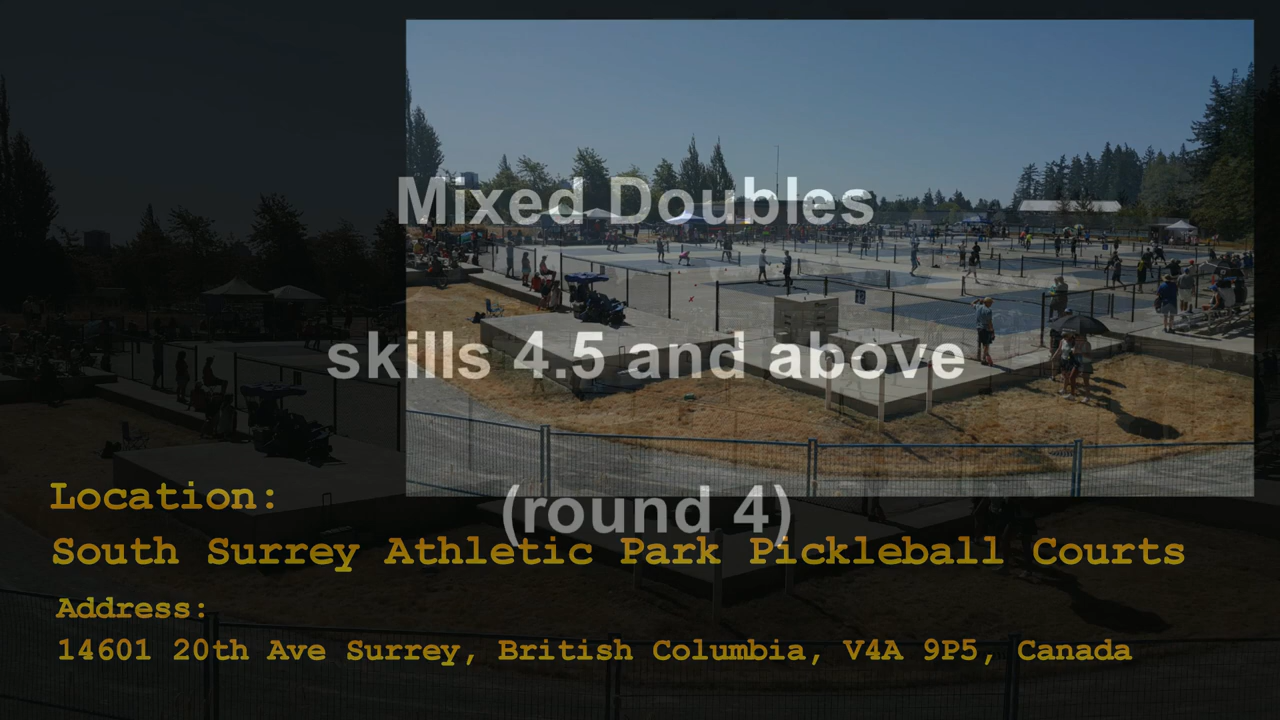 Mixed Doubles
skills 4.5 and above
(round 4)
Location:
South Surrey Athletic Park Pickleball Courts
Address:
14601 20th Ave Surrey, British Columbia, V4A 9P5, Canada